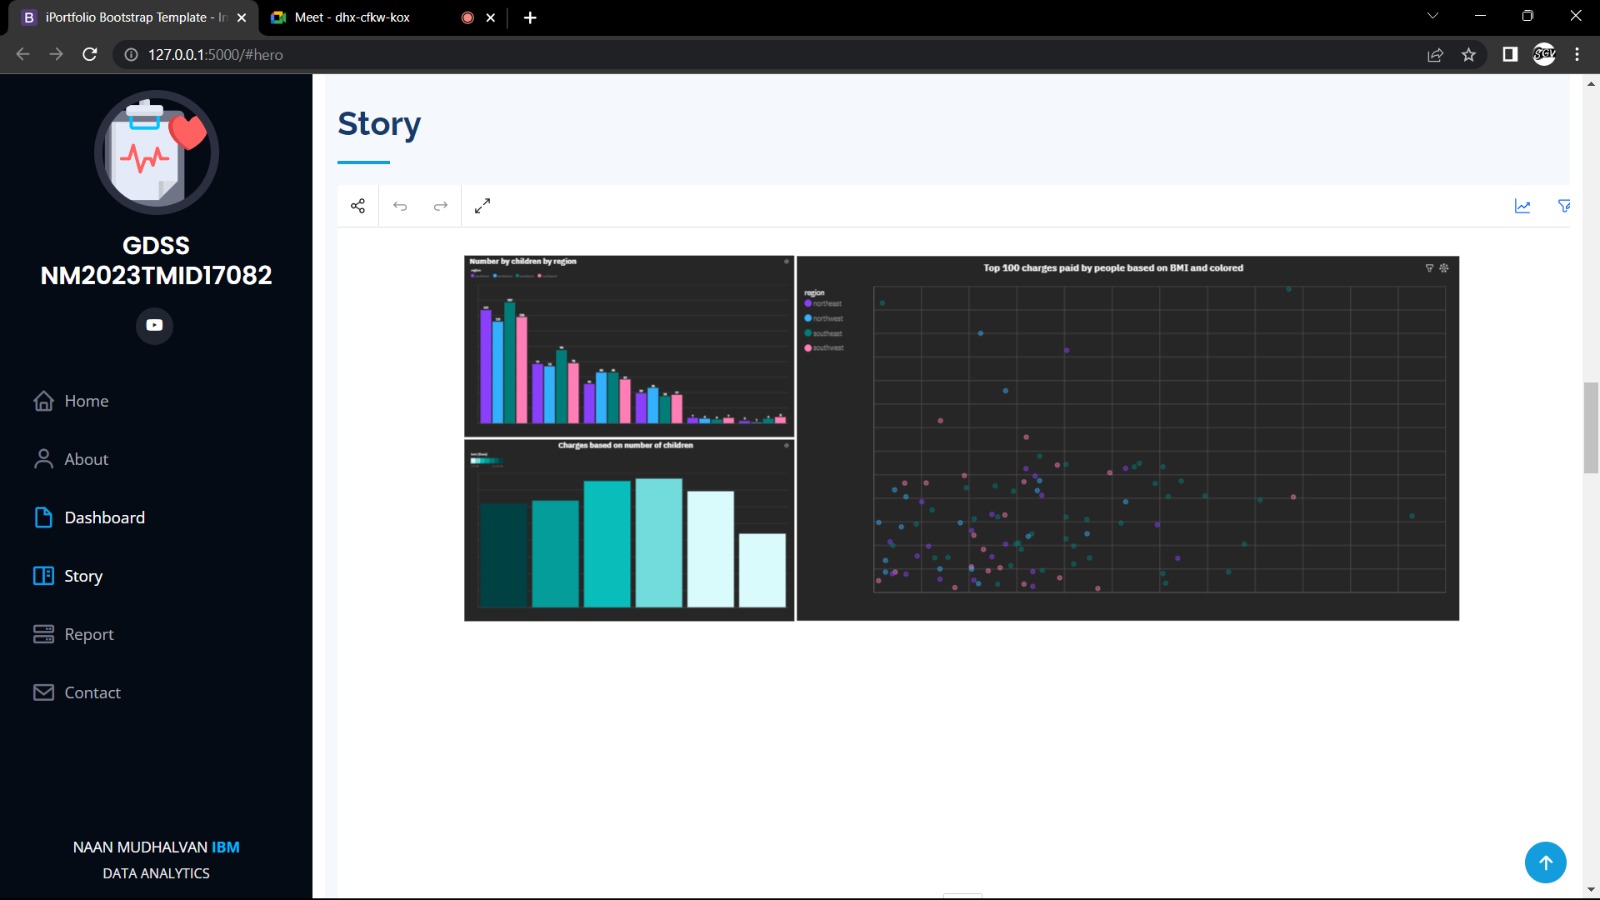 iPortfolio Bootstrap Template - In
Meet - dhx-cfkw-kox
127.0.0.1:5000/#hero
GDSS
NM2023TMID17082
Home
About
Dashboard
Story
Report
Contact
NAAN MUDHALVAN IBM
DATA ANALYTICS
Story
Number by children by region
region
Charges based on number of children
Top 100 charges paid by people based on BMI and colored
region
northeast
northwest
southeast
southwest